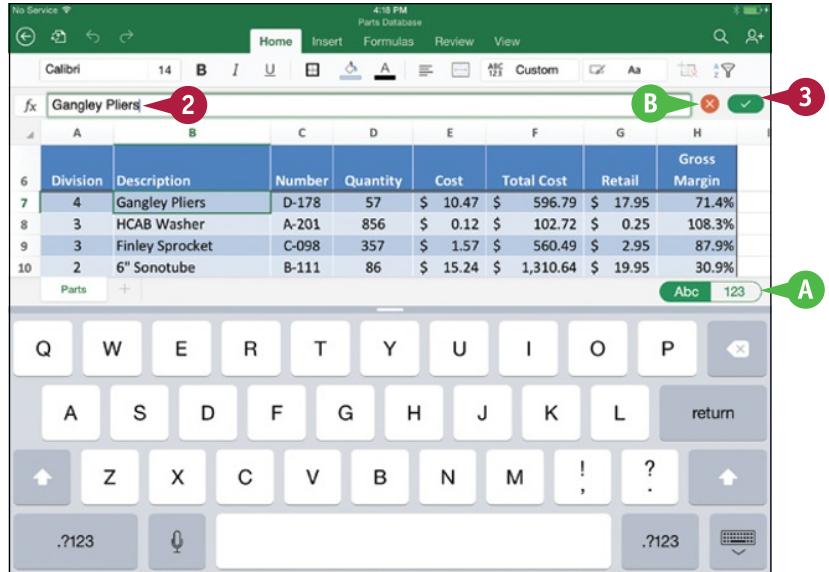 No Service 4:18 PM
Parts Database
Home Insert Formulas Review View
Calibri 14 B I U A ABC 123 Custom Aa A Z
fx Gangley Pliers 2 B 3
A B C D E F G H I
6 Division Description Number Quantity Cost Total Cost Retail Gross Margin
7 4 Gangley Pliers D-178 57 $ 10.47 $ 596.79 $ 17.95 71.4%
8 3 HCAB Washer A-201 856 $ 0.12 $ 102.72 $ 0.25 108.3%
9 3 Finley Sprocket C-098 357 $ 1.57 $ 560.49 $ 2.95 87.9%
10 2 6" Sonotube B-111 86 $ 15.24 $ 1,310.64 $ 19.95 30.9%
Parts + Abc 123 A
Q W E R T Y U I O P
A S D F G H J K L return
Z X C V B N M ! , ? .
.?123 .?123